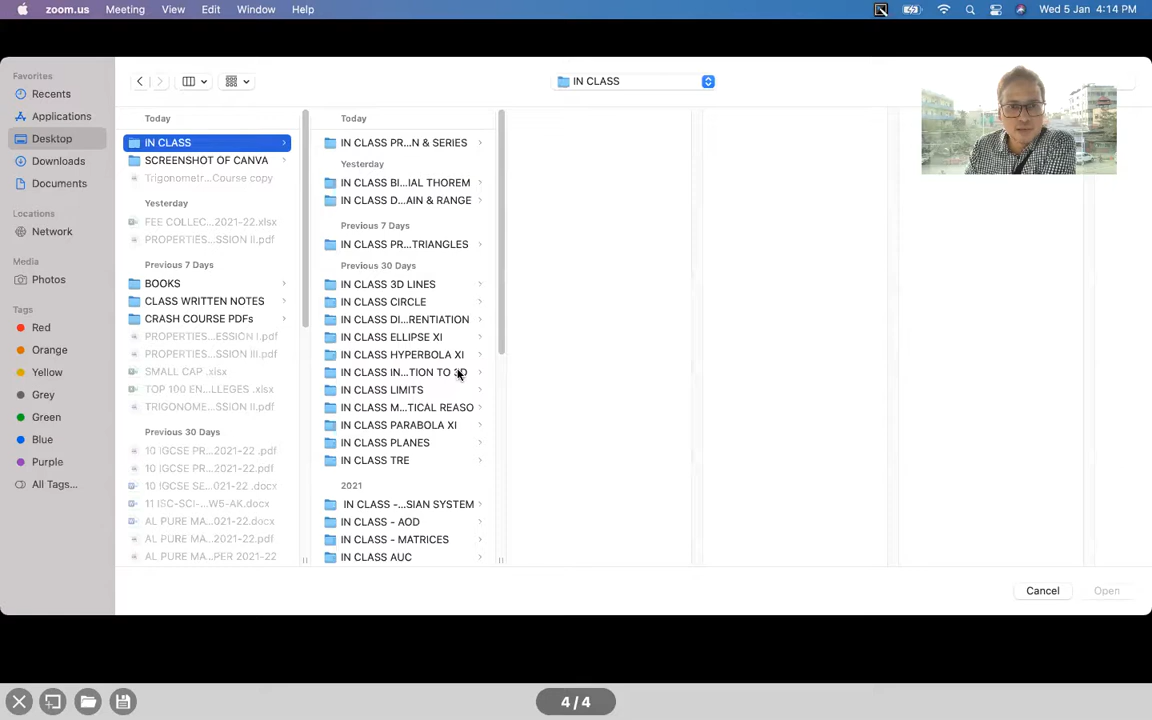 zoom.us Meeting View Edit Window Help Wed 5 Jan 4:14 PM
IN CLASS
Favorites
Recents
Applications
Desktop
Downloads
Documents
Locations
Network
Media
Photos
Tags
Red
Orange
Yellow
Grey
Green
Blue
Purple
All Tags...
Today
IN CLASS
SCREENSHOT OF CANVA
Trigonometr...Course copy
Yesterday
FEE COLLEC...2021-22.xlsx
PROPERTIES...SSION II.pdf
Previous 7 Days
BOOKS
CLASS WRITTEN NOTES
CRASH COURSE PDFs
PROPERTIES...ESSION I.pdf
PROPERTIES...SSION III.pdf
SMALL CAP .xlsx
TOP 100 EN...LLEGES .xlsx
TRIGONOME...SSION II.pdf
Previous 30 Days
10 IGCSE PR...2021-22 .pdf
10 IGCSE PR...-2021-22.pdf
10 IGCSE SE...021-22 .docx
11 ISC-SCI-...W5-AK.docx
AL PURE MA...021-22.docx
AL PURE MA...-2021-22.pdf
AL PURE MA...PER 2021-22
Today
IN CLASS PR...N & SERIES
Yesterday
IN CLASS BI...IAL THOREM
IN CLASS D...AIN & RANGE
Previous 7 Days
IN CLASS PR...TRIANGLES
Previous 30 Days
IN CLASS 3D LINES
IN CLASS CIRCLE
IN CLASS DI...RENTIATION
IN CLASS ELLIPSE XI
IN CLASS HYPERBOLA XI
IN CLASS IN...TION TO 3D
IN CLASS LIMITS
IN CLASS M...TICAL REASO
IN CLASS PARABOLA XI
IN CLASS PLANES
IN CLASS TRE
2021
IN CLASS -...SIAN SYSTEM
IN CLASS - AOD
IN CLASS - MATRICES
IN CLASS AUC
Cancel Open
4 / 4